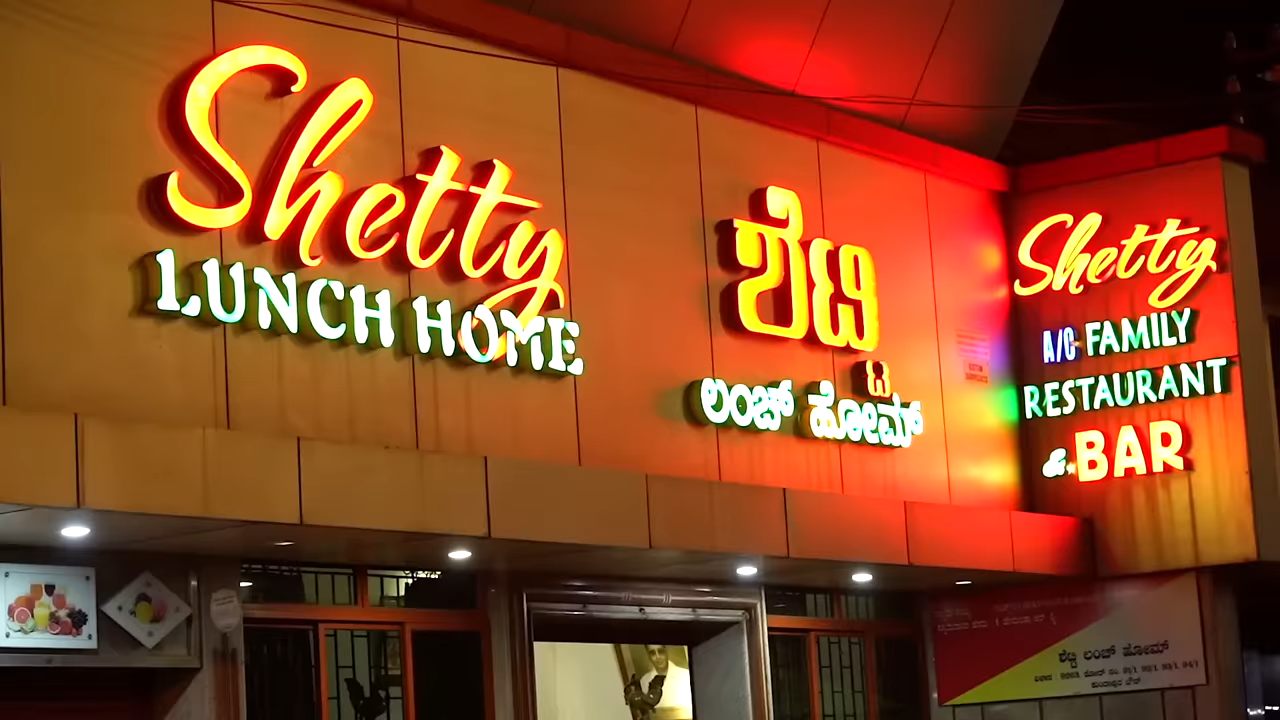 Shetty
LUNCH HOME
ಶೆಟ್ಟಿ
ಲಂಚ್ ಹೋಮ್
Shetty
A/C FAMILY
RESTAURANT
& BAR
ಶೆಟ್ಟಿ ಲಂಚ್ ಹೋಮ್